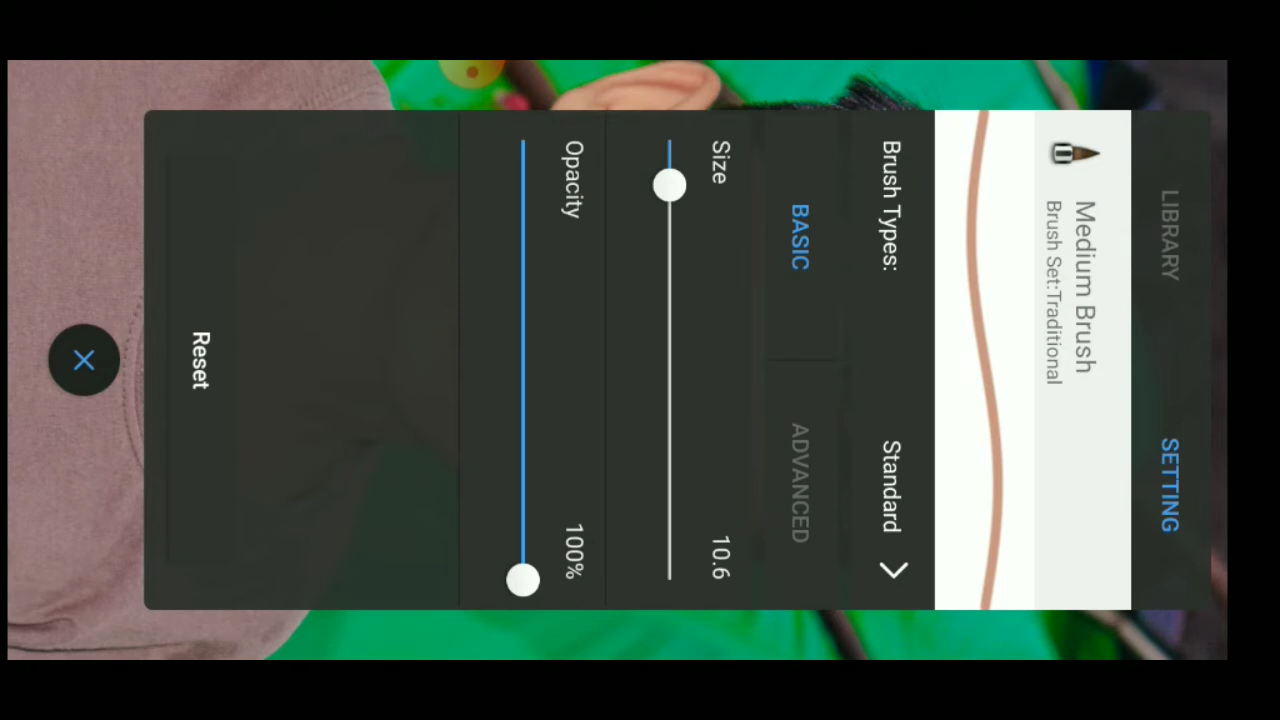 LIBRARY SETTING
Medium Brush
Brush Set:Traditional
Brush Types: Standard
BASIC ADVANCED
Size 10.6
Opacity 100%
Reset